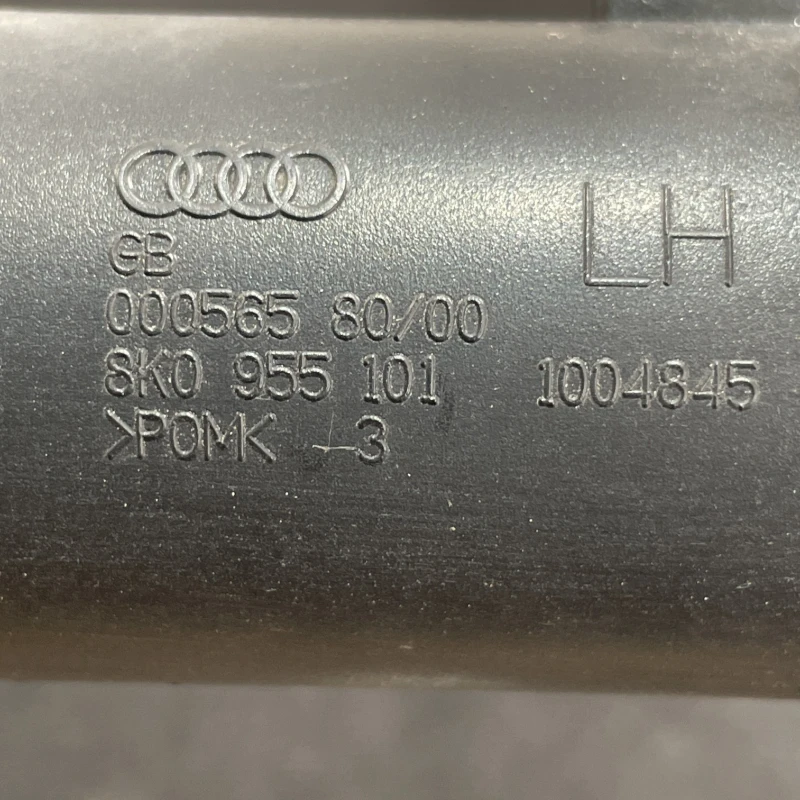 GB
LH
000565 80/00
8K0 955 101 1004845
>POM< -3